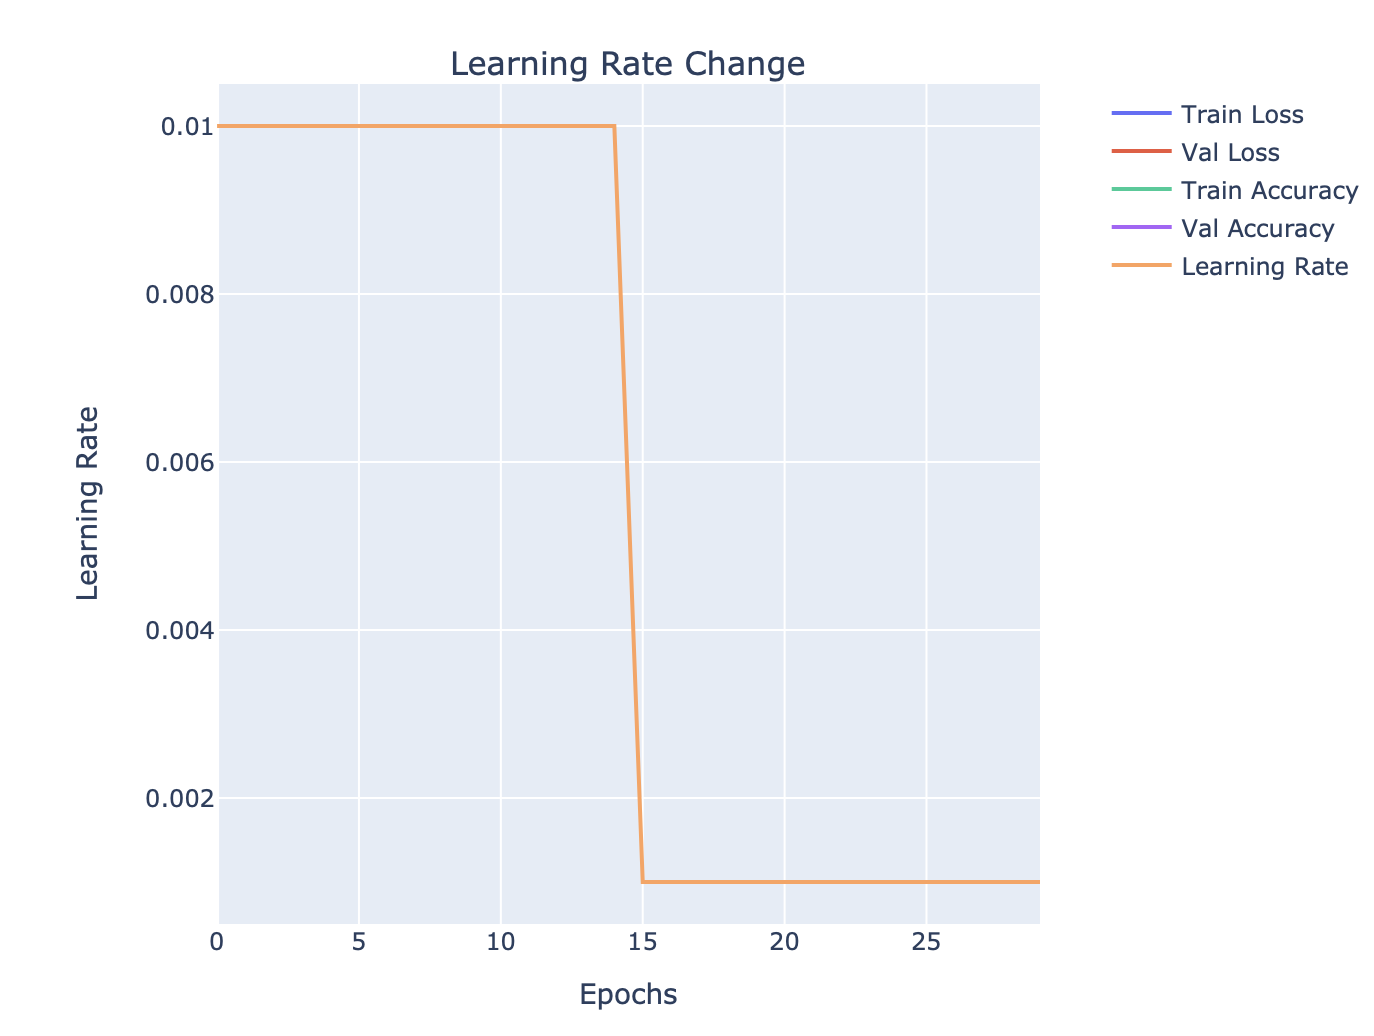 Learning Rate Change
Train Loss
Val Loss
Train Accuracy
Val Accuracy
Learning Rate
0.01
0.008
0.006
0.004
0.002
Learning Rate
0 5 10 15 20 25
Epochs